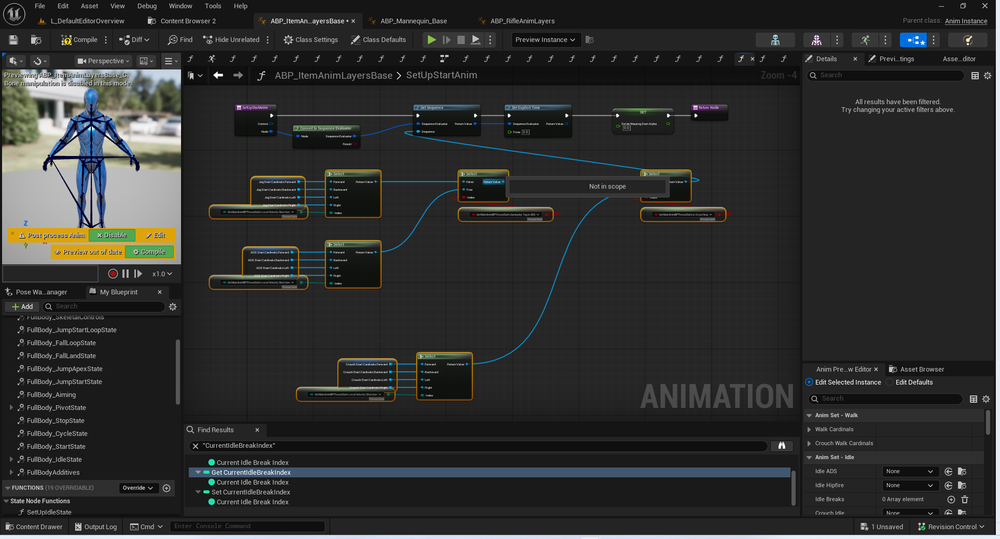 File Edit Asset View Debug Window Tools Help
L_DefaultEditorOverview Content Browser 2 ABP_ItemAn...ayersBase • ABP_Mannequin_Base ABP_RifleAnimLayers Parent class: Anim Instance
Compile Diff Find Hide Unrelated Class Settings Class Defaults Preview Instance
Perspective
Previewing ABP_ItemAnimLayersBase_C.
Bone manipulation is disabled in this mode.
ABP_ItemAnimLayersBase > SetUpStartAnim Zoom -4
SetUpStartAnim
Context
Node
Convert to Sequence Evaluator
Node Sequence Evaluator
Result
Set Sequence
Sequence Evaluator Return Value
Sequence
Set Explicit Time
Sequence Evaluator Return Value
Time 0.0
SET
Stride Warping Start Alpha
0.0
Return Node
Jog Start Cardinals Forward
Jog Start Cardinals Backward
Jog Start Cardinals Left
Jog Start Cardinals Right
GetMainAnimBPThreadSafe.Local Velocity Direction
Thread Safe
Select
Forward Return Value
Backward
Left
Right
Index
Select
False Return Value
True
Index
Not in scope
GetMainAnimBPThreadSafe.Gameplay Tag Is ADS
Thread Safe
Select
Return Value
Index
GetMainAnimBPThreadSafe.Is Crouching
Thread Safe
ADS Start Cardinals Forward
ADS Start Cardinals Backward
ADS Start Cardinals Left
ADS Start Cardinals Right
GetMainAnimBPThreadSafe.Local Velocity Direction
Thread Safe
Select
Forward Return Value
Backward
Left
Right
Index
Crouch Start Cardinals Forward
Crouch Start Cardinals Backward
Crouch Start Cardinals Left
Crouch Start Cardinals Right
GetMainAnimBPThreadSafe.Local Velocity Direction
Thread Safe
Select
Forward Return Value
Backward
Left
Right
Index
ANIMATION
Z
Y
Post process Anim Disable Edit
Preview out of date Compile
x1.0
Pose Wa...anager My Blueprint
Add Search
FullBody_SkeletalControls
FullBody_JumpStartLoopState
FullBody_FallLoopState
FullBody_FallLandState
FullBody_JumpApexState
FullBody_JumpStartState
FullBody_Aiming
FullBody_PivotState
FullBody_StopState
FullBody_CycleState
FullBody_StartState
FullBody_IdleState
FullBodyAdditives
FUNCTIONS (19 OVERRIDABLE) Override
State Node Functions
SetUpIdleState
Find Results
"CurrentIdleBreakIndex"
Current Idle Break Index
Get CurrentIdleBreakIndex
Current Idle Break Index
Set CurrentIdleBreakIndex
Current Idle Break Index
Details Previ...tings Asse...ditor
Search
All results have been filtered.
Try changing your active filters above.
Anim Pre...w Editor Asset Browser
Edit Selected Instance Edit Defaults
Search
Anim Set - Walk
Walk Cardinals
Crouch Walk Cardinals
Anim Set - Idle
Idle ADS None
Idle Hipfire None
Idle Breaks 0 Array element
Crouch Idle None
Content Drawer Output Log Cmd Enter Console Command 1 Unsaved Revision Control